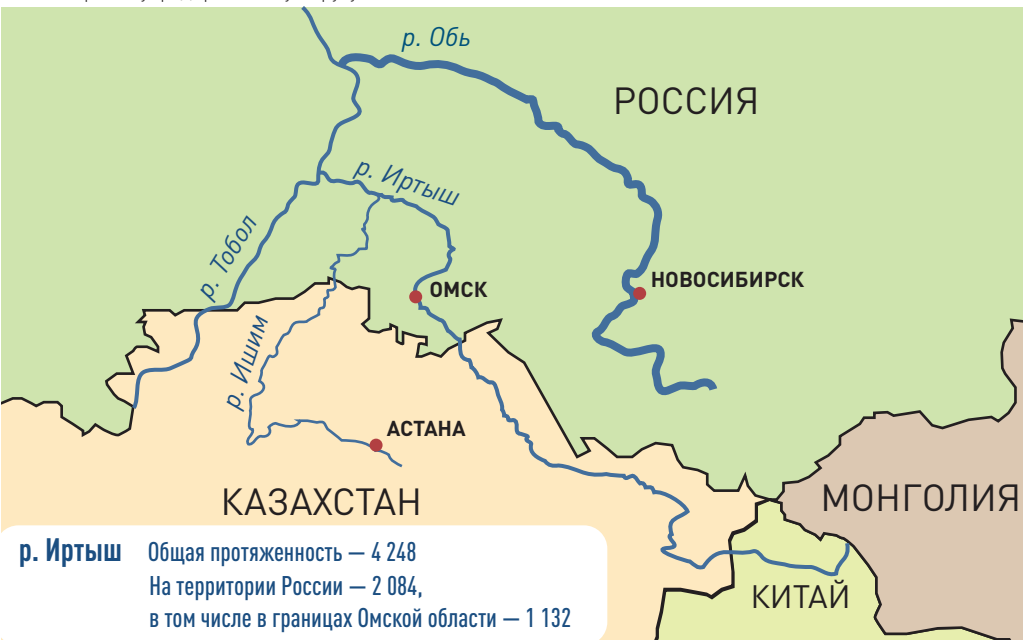 р. Обь
РОССИЯ
р. Иртыш
р. Тобол
НОВОСИБИРСК
ОМСК
р. Ишим
АСТАНА
КАЗАХСТАН
МОНГОЛИЯ
КИТАЙ
р. Иртыш Общая протяженность — 4 248
На территории России — 2 084,
в том числе в границах Омской области — 1 132